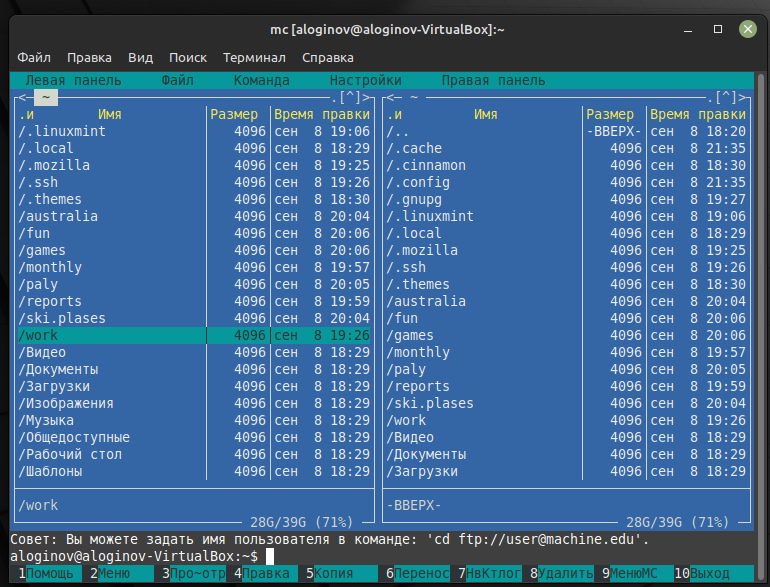 mc [aloginov@aloginov-VirtualBox]:~
Файл Правка Вид Поиск Терминал Справка
Левая панель Файл Команда Настройки Правая панель
<─ ~ ─.[^]>
.и Имя Размер Время правки
/.linuxmint 4096 сен 8 19:06
/.local 4096 сен 8 18:29
/.mozilla 4096 сен 8 19:25
/.ssh 4096 сен 8 19:26
/.themes 4096 сен 8 18:30
/australia 4096 сен 8 20:04
/fun 4096 сен 8 20:06
/games 4096 сен 8 20:06
/monthly 4096 сен 8 19:57
/paly 4096 сен 8 20:05
/reports 4096 сен 8 19:59
/ski.plases 4096 сен 8 20:04
/work 4096 сен 8 19:26
/Видео 4096 сен 8 18:29
/Документы 4096 сен 8 18:29
/Загрузки 4096 сен 8 18:29
/Изображения 4096 сен 8 18:29
/Музыка 4096 сен 8 18:29
/Общедоступные 4096 сен 8 18:29
/Рабочий стол 4096 сен 8 18:29
/Шаблоны 4096 сен 8 18:29
/work
28G/39G (71%)
<─ ~ ─.[^]>
.и Имя Размер Время правки
/.. -ВВЕРХ- сен 8 18:20
/.cache 4096 сен 8 21:35
/.cinnamon 4096 сен 8 18:30
/.config 4096 сен 8 21:35
/.gnupg 4096 сен 8 19:27
/.linuxmint 4096 сен 8 19:06
/.local 4096 сен 8 18:29
/.mozilla 4096 сен 8 19:25
/.ssh 4096 сен 8 19:26
/.themes 4096 сен 8 18:30
/australia 4096 сен 8 20:04
/fun 4096 сен 8 20:06
/games 4096 сен 8 20:06
/monthly 4096 сен 8 19:57
/paly 4096 сен 8 20:05
/reports 4096 сен 8 19:59
/ski.plases 4096 сен 8 20:04
/work 4096 сен 8 19:26
/Видео 4096 сен 8 18:29
/Документы 4096 сен 8 18:29
/Загрузки 4096 сен 8 18:29
-ВВЕРХ-
28G/39G (71%)
Совет: Вы можете задать имя пользователя в команде: 'cd ftp://user@machine.edu'.
aloginov@aloginov-VirtualBox:~$
1Помощь 2Меню 3Про~отр 4Правка 5Копия 6Перенос 7НвКтлог 8Удалить 9МенюМС 10Выход